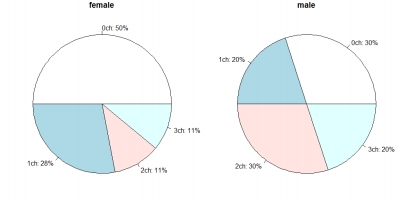 female
0ch: 50%
1ch: 28%
2ch: 11%
3ch: 11%
male
0ch: 30%
1ch: 20%
2ch: 30%
3ch: 20%